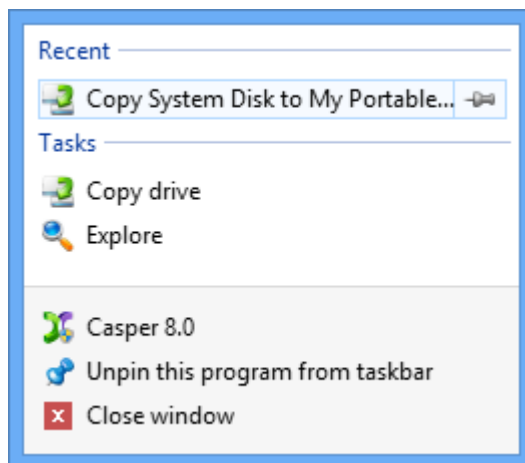 Recent
Copy System Disk to My Portable...
Tasks
Copy drive
Explore
Casper 8.0
Unpin this program from taskbar
Close window